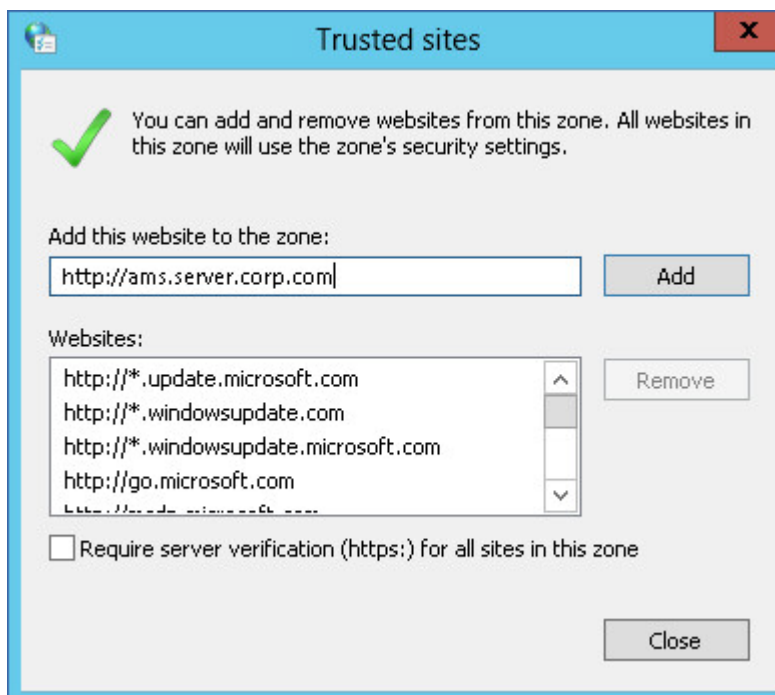 Trusted sites
x
You can add and remove websites from this zone. All websites in
this zone will use the zone's security settings.
Add this website to the zone:
http://ams.server.corp.com
Add
Websites:
http://*.update.microsoft.com
Remove
http://*.windowsupdate.com
http://*.windowsupdate.microsoft.com
http://go.microsoft.com
Require server verification (https:) for all sites in this zone
Close